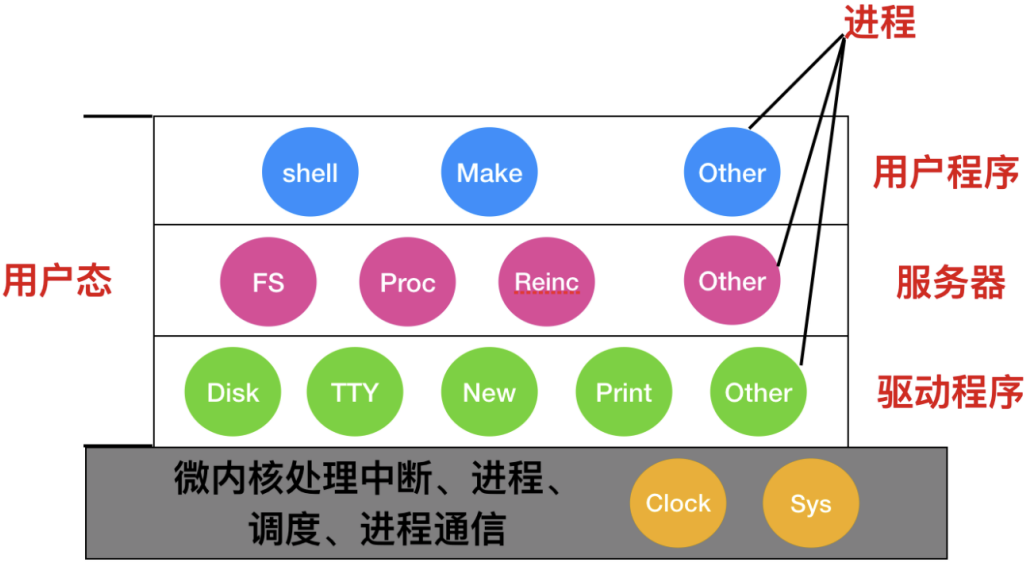 进程
shell Make Other 用户程序
用户态 FS Proc Reinc Other 服务器
Disk TTY New Print Other 驱动程序
微内核处理中断、进程、
调度、进程通信
Clock Sys